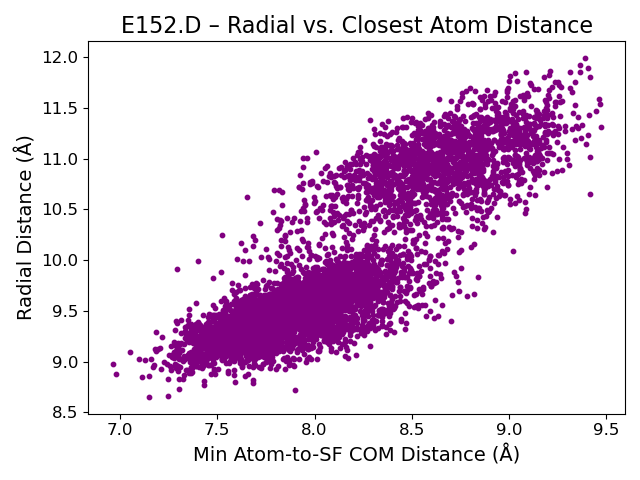 E152.D – Radial vs. Closest Atom Distance
12.0
11.5
11.0
10.5
10.0
9.5
9.0
8.5
Radial Distance (Å)
7.0 7.5 8.0 8.5 9.0 9.5
Min Atom-to-SF COM Distance (Å)